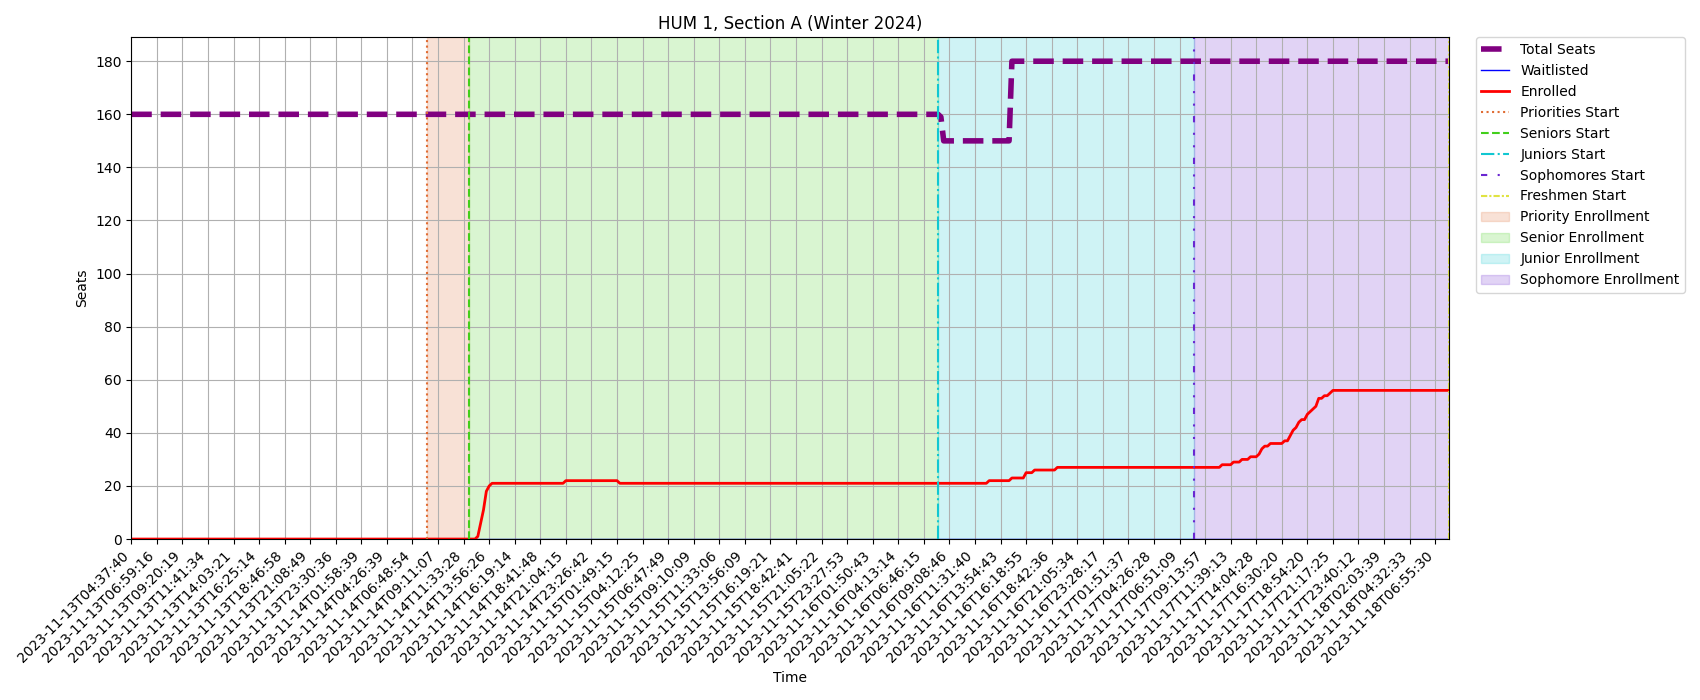 HUM 1, Section A (Winter 2024)
Seats
180
160
140
120
100
80
60
40
20
0
2023-11-13T04:37:40
2023-11-13T06:59:16
2023-11-13T09:20:19
2023-11-13T11:41:34
2023-11-13T14:03:21
2023-11-13T16:25:14
2023-11-13T18:46:58
2023-11-13T21:08:49
2023-11-13T23:30:36
2023-11-14T01:58:39
2023-11-14T04:26:39
2023-11-14T06:48:54
2023-11-14T09:11:07
2023-11-14T11:33:28
2023-11-14T13:56:26
2023-11-14T16:19:14
2023-11-14T18:41:48
2023-11-14T21:04:15
2023-11-14T23:26:42
2023-11-15T01:49:15
2023-11-15T04:12:25
2023-11-15T06:47:49
2023-11-15T09:10:09
2023-11-15T11:33:06
2023-11-15T13:56:09
2023-11-15T16:19:21
2023-11-15T18:42:41
2023-11-15T21:05:22
2023-11-15T23:27:53
2023-11-16T01:50:43
2023-11-16T04:13:14
2023-11-16T06:46:15
2023-11-16T09:08:46
2023-11-16T11:31:40
2023-11-16T13:54:43
2023-11-16T16:18:55
2023-11-16T18:42:36
2023-11-16T21:05:34
2023-11-16T23:28:17
2023-11-17T01:51:37
2023-11-17T04:26:28
2023-11-17T06:51:09
2023-11-17T09:13:57
2023-11-17T11:39:13
2023-11-17T14:04:28
2023-11-17T16:30:20
2023-11-17T18:54:20
2023-11-17T21:17:25
2023-11-17T23:40:12
2023-11-18T02:03:39
2023-11-18T04:32:33
2023-11-18T06:55:30
Time
Total Seats
Waitlisted
Enrolled
Priorities Start
Seniors Start
Juniors Start
Sophomores Start
Freshmen Start
Priority Enrollment
Senior Enrollment
Junior Enrollment
Sophomore Enrollment